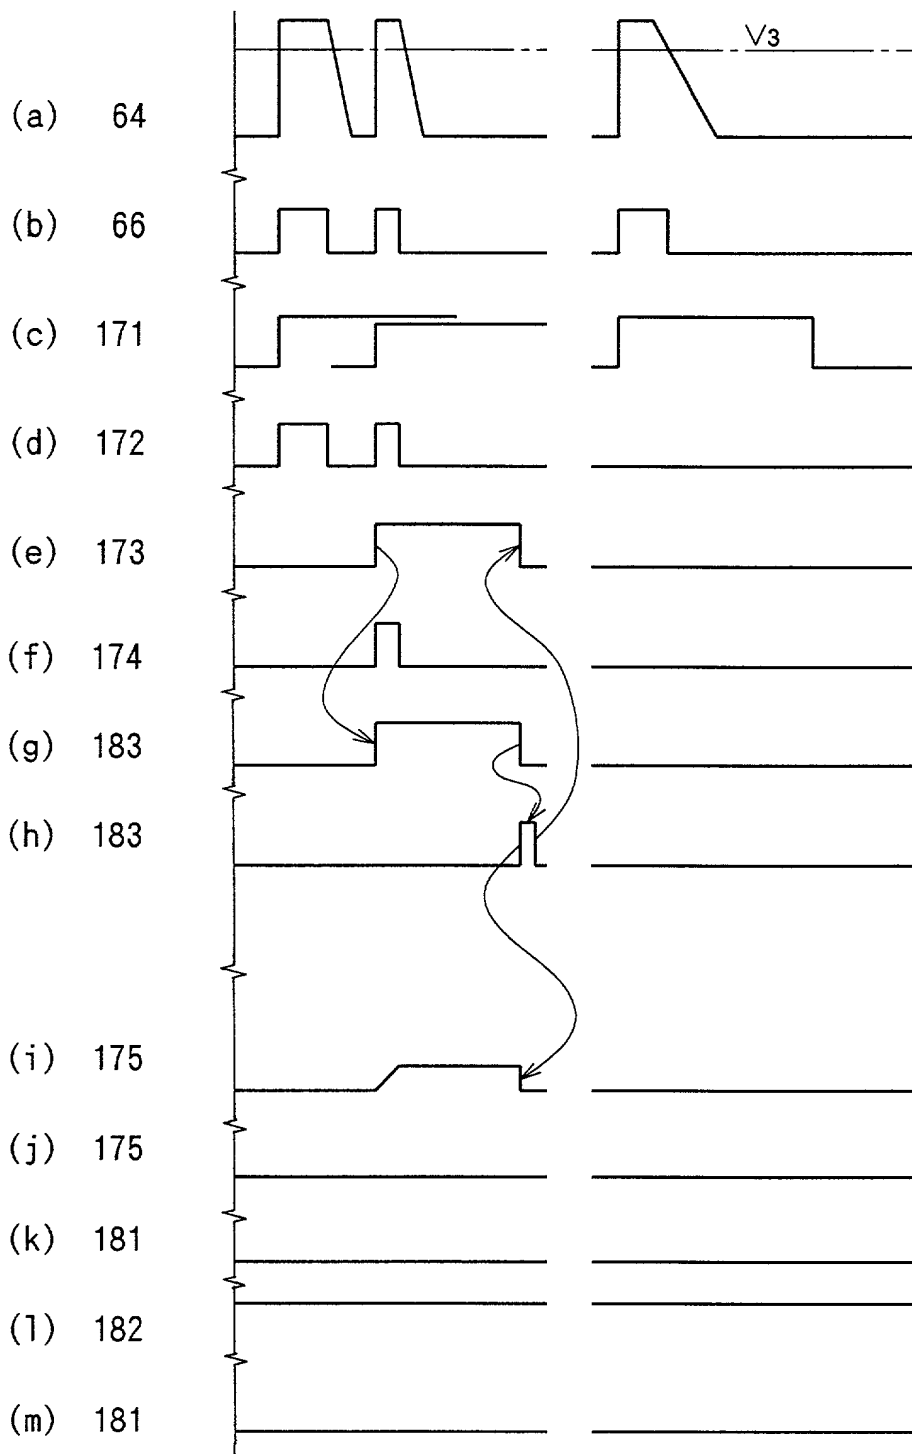 V3
(a) 64
(b) 66
(c) 171
(d) 172
(e) 173
(f) 174
(g) 183
(h) 183
(i) 175
(j) 175
(k) 181
(l) 182
(m) 181